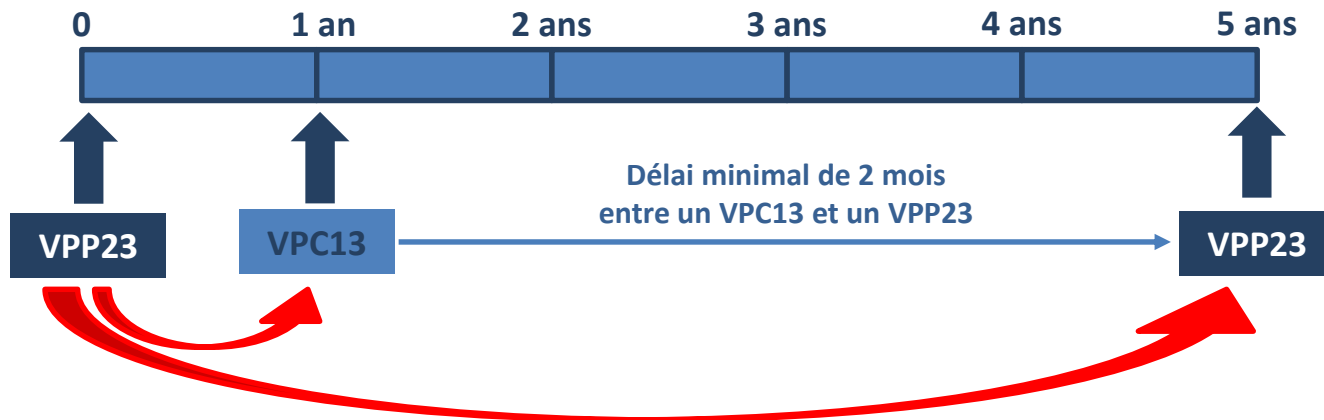 0 1 an 2 ans 3 ans 4 ans 5 ans
Délai minimal de 2 mois
entre un VPC13 et un VPP23
VPP23 VPC13 VPP23